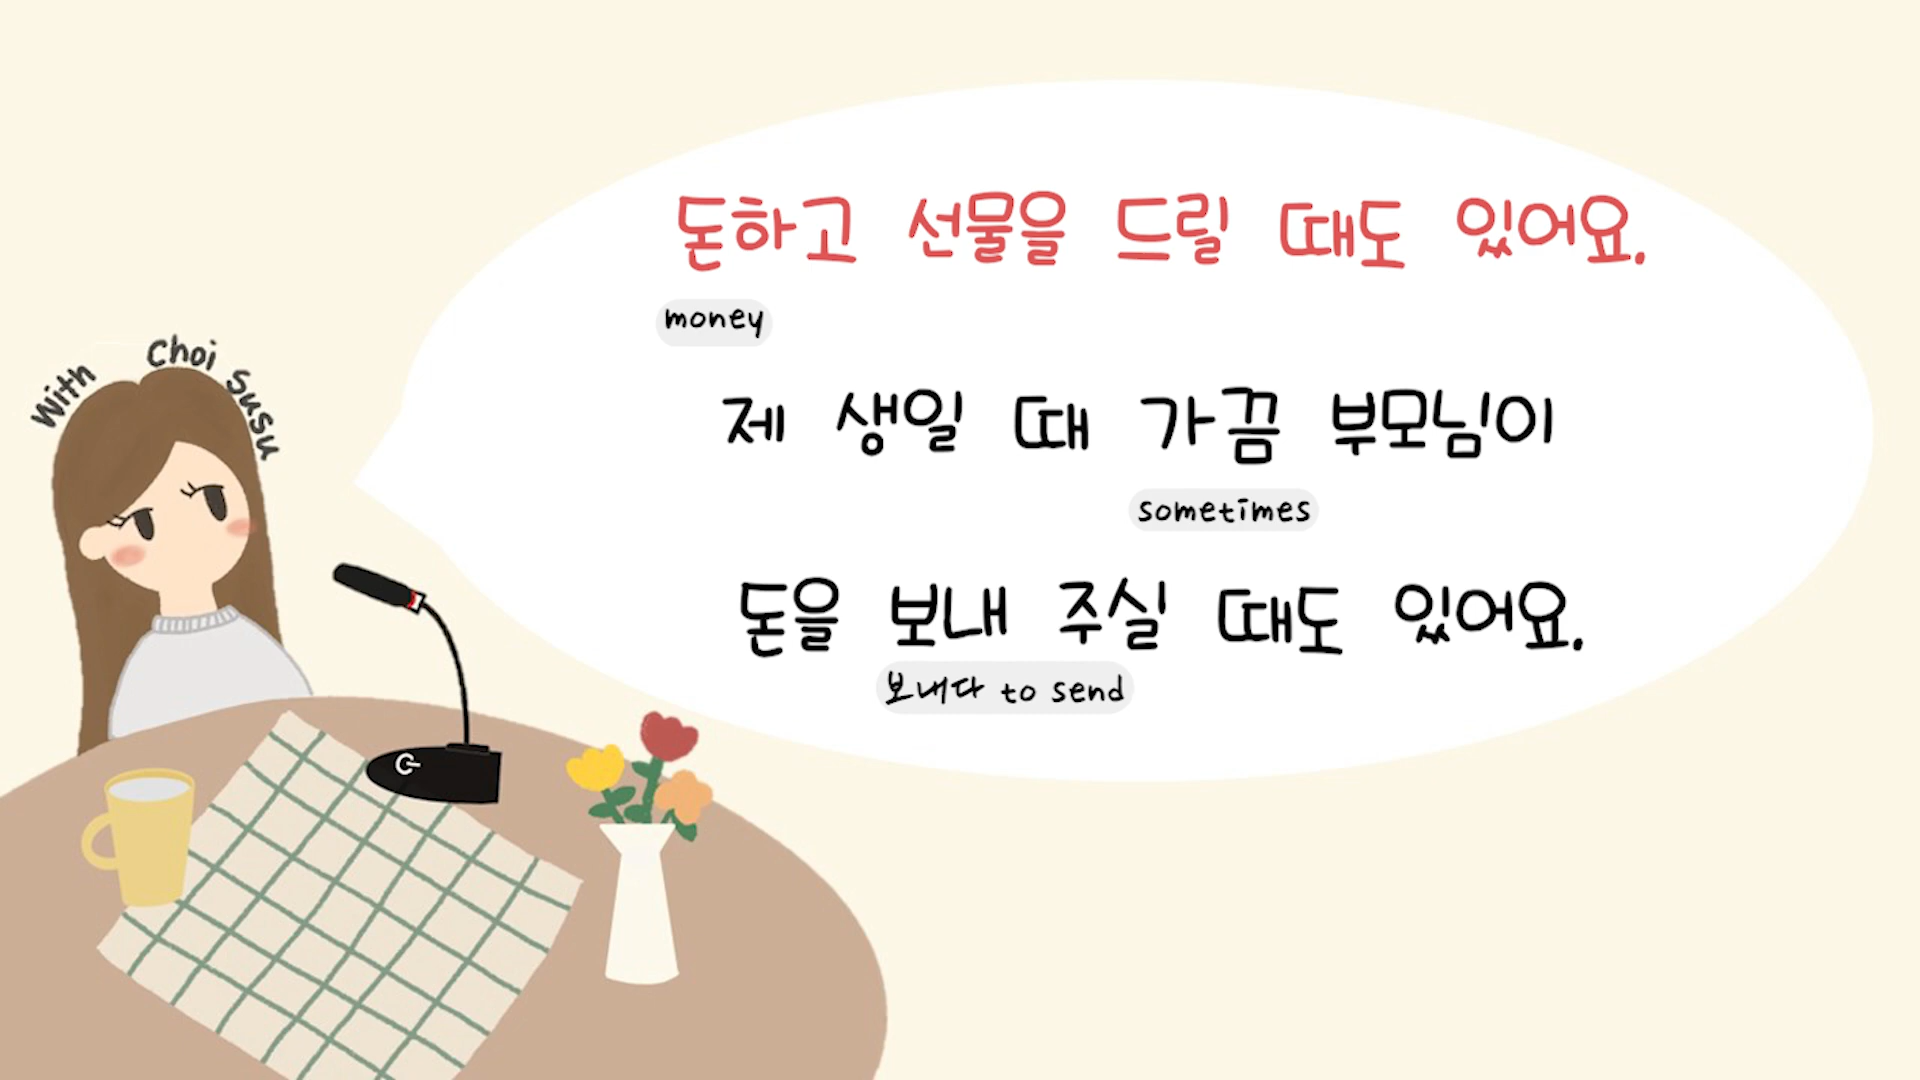 With Choi Susu
돈하고 선물을 드릴 때도 있어요.
money
제 생일 때 가끔 부모님이
sometimes
돈을 보내 주실 때도 있어요.
보내다 to send